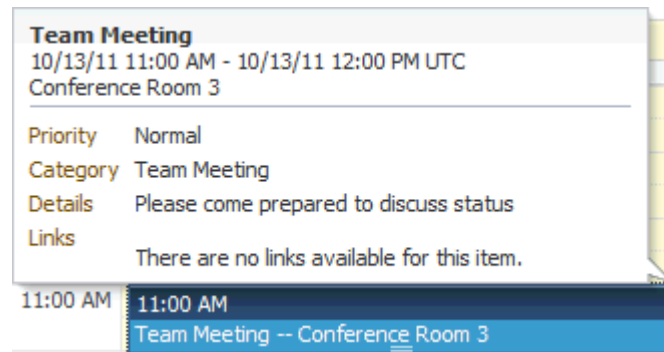 Team Meeting
10/13/11 11:00 AM - 10/13/11 12:00 PM UTC
Conference Room 3
Priority Normal
Category Team Meeting
Details Please come prepared to discuss status
Links
There are no links available for this item.
11:00 AM 11:00 AM
Team Meeting -- Conference Room 3